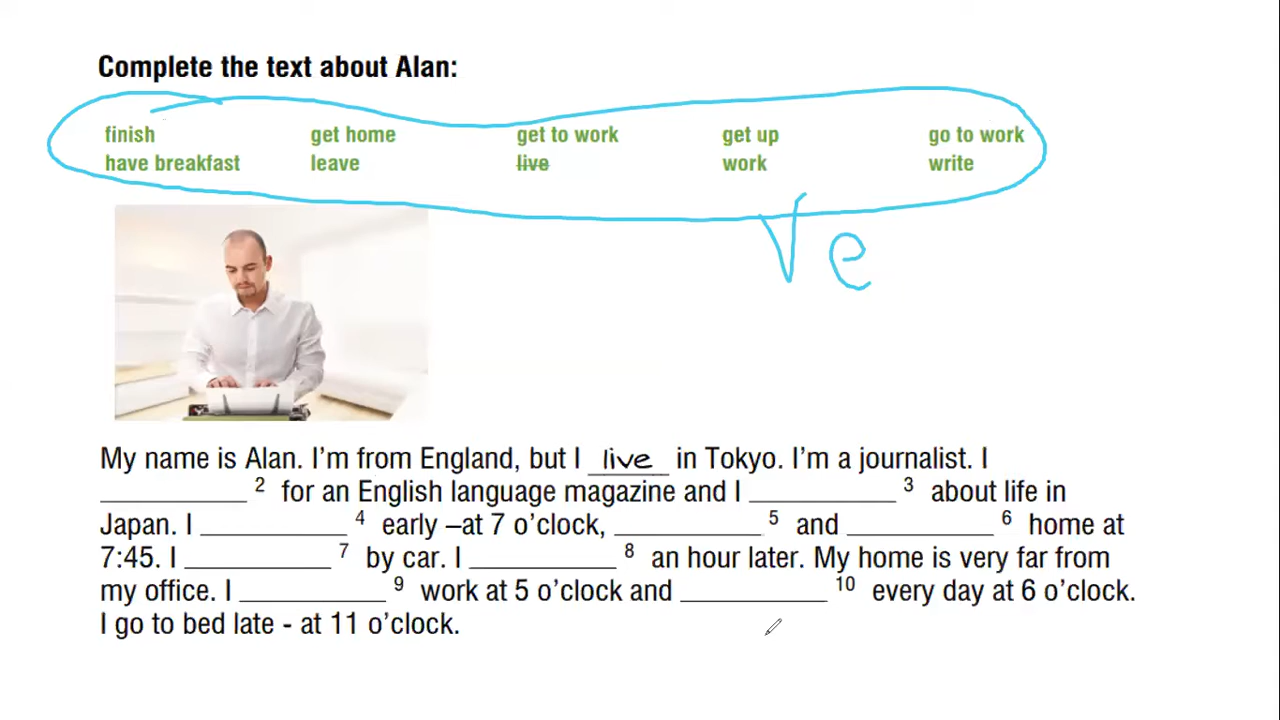 Complete the text about Alan:
finish get home get to work get up go to work
have breakfast leave live work write
Ve
My name is Alan. I'm from England, but I live in Tokyo. I'm a journalist. I
__________ 2 for an English language magazine and I __________ 3 about life in
Japan. I __________ 4 early –at 7 o'clock, __________ 5 and __________ 6 home at
7:45. I __________ 7 by car. I __________ 8 an hour later. My home is very far from
my office. I __________ 9 work at 5 o'clock and __________ 10 every day at 6 o'clock.
I go to bed late - at 11 o'clock.